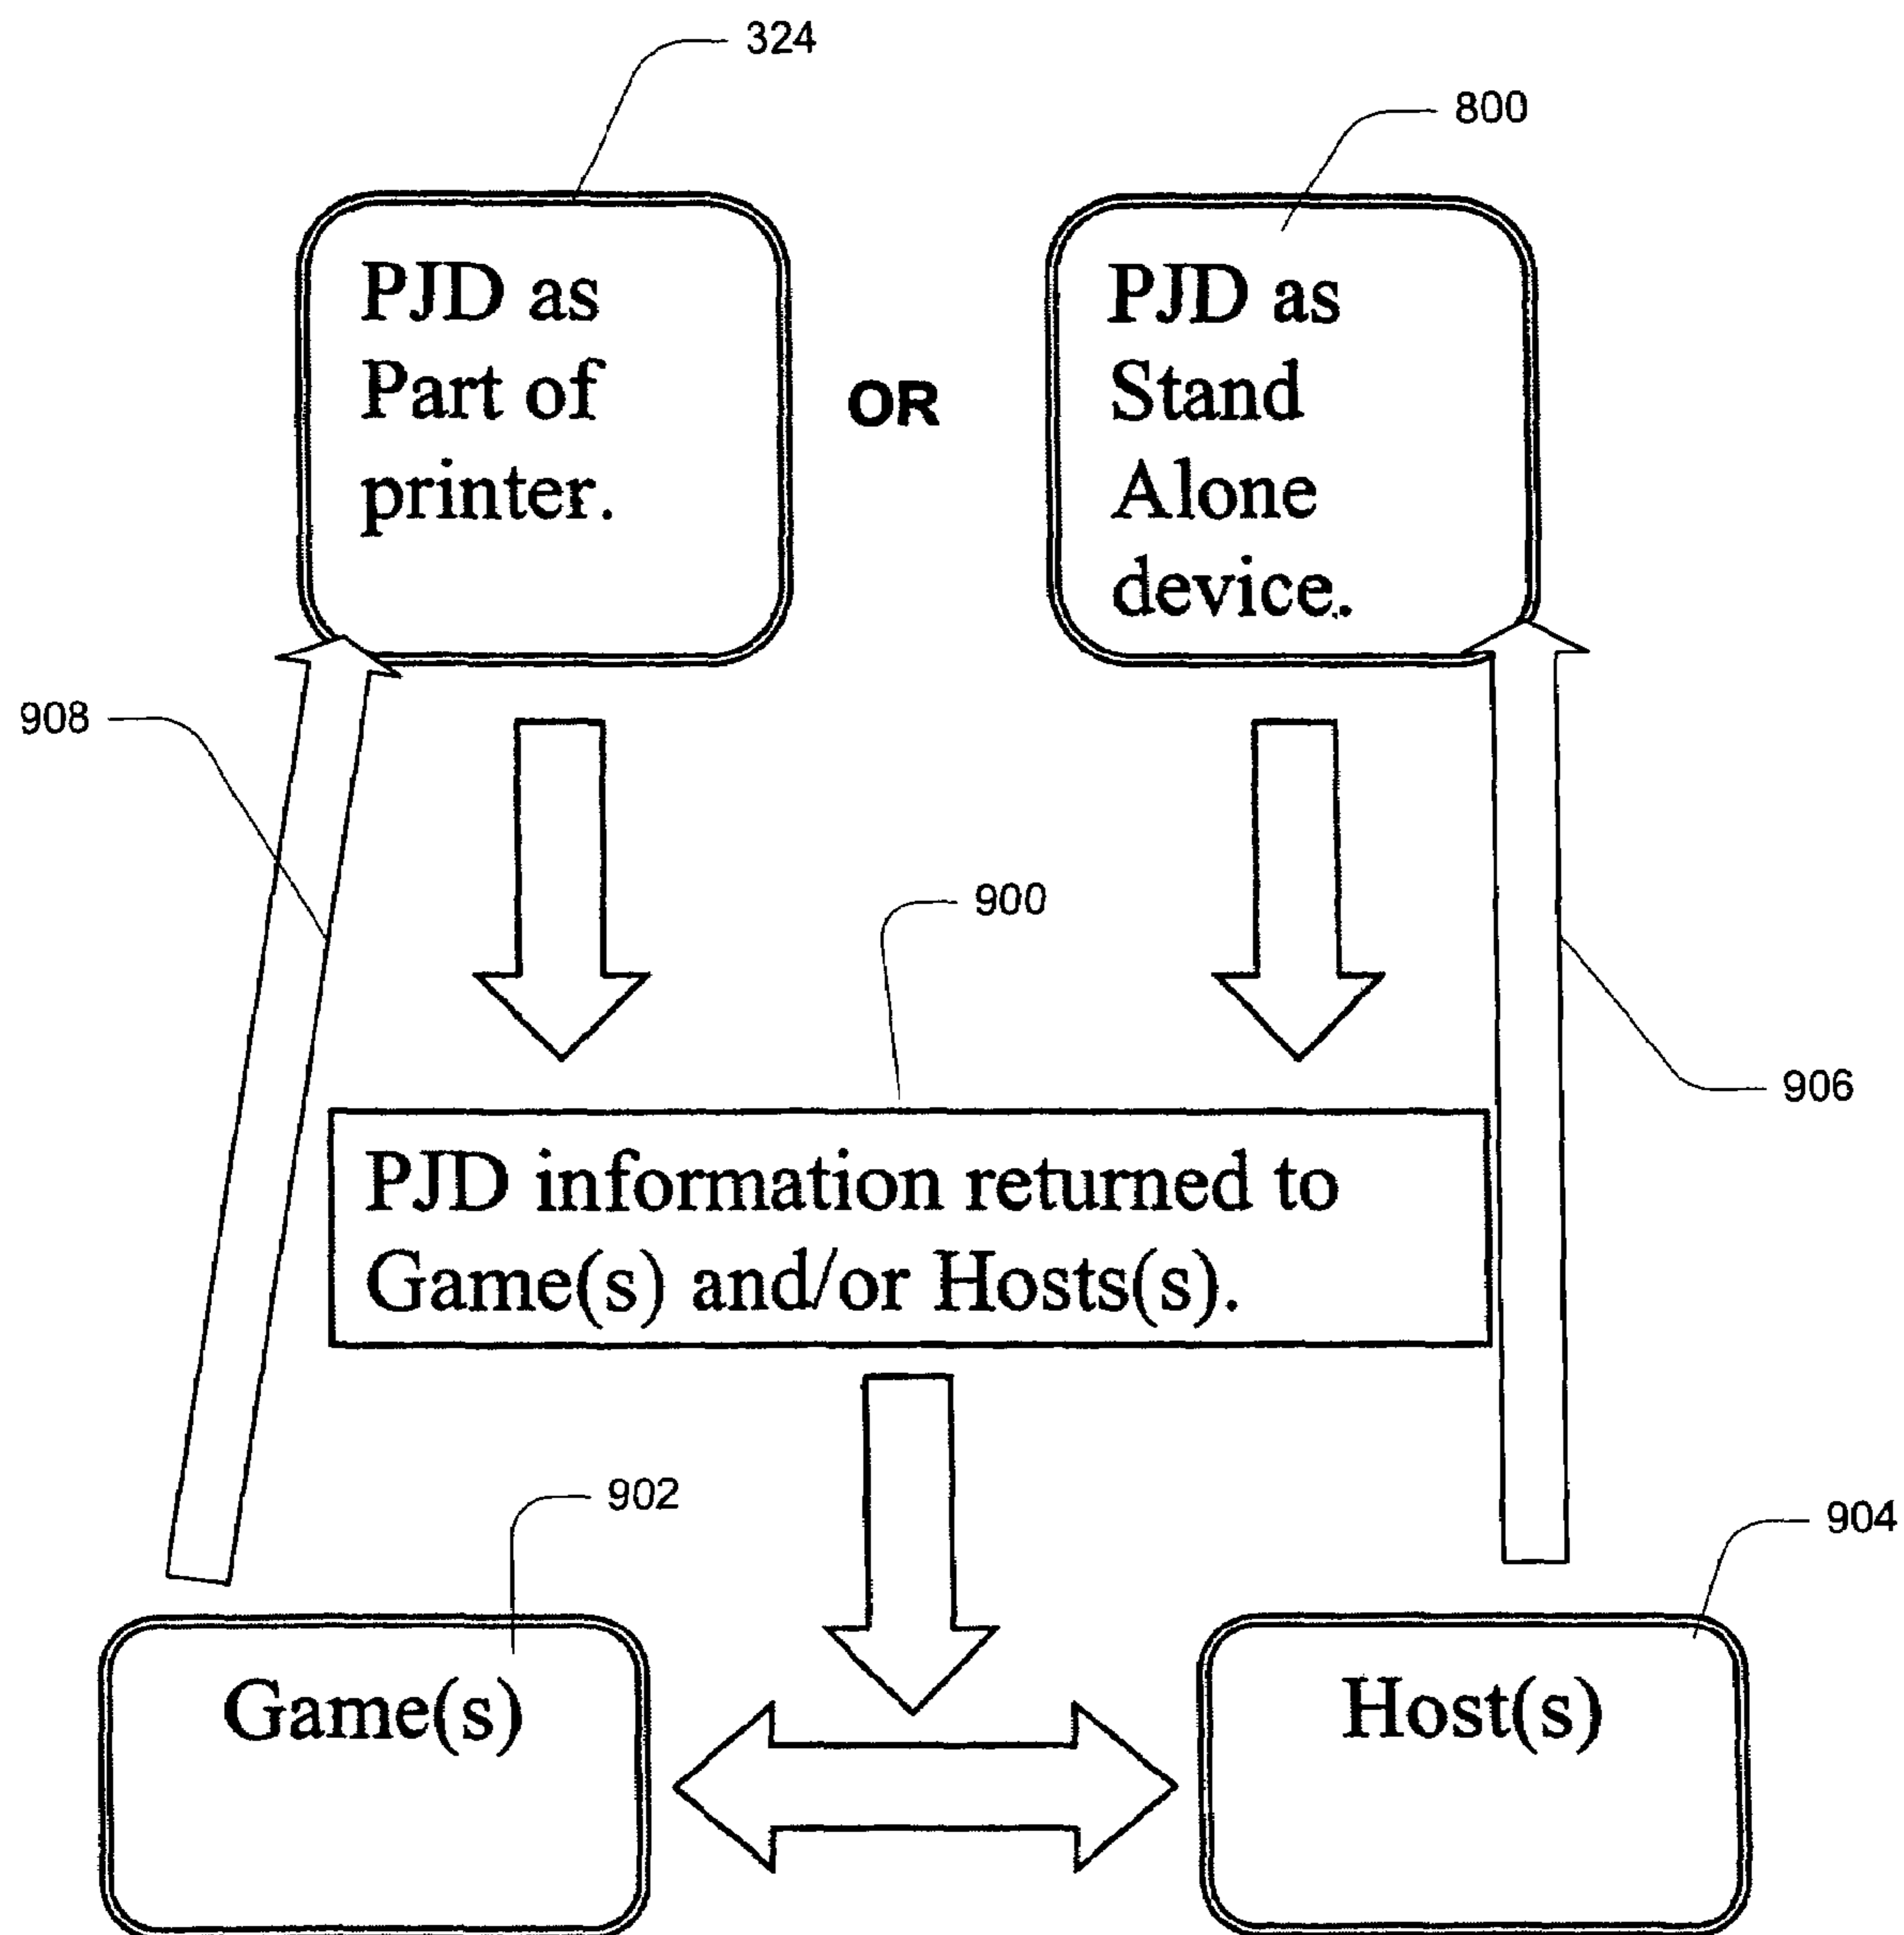 324
800
PJD as
Part of
printer.
OR
PJD as
Stand
Alone
device.
908
900
906
PJD information returned to
Game(s) and/or Hosts(s).
902
904
Game(s)
Host(s)